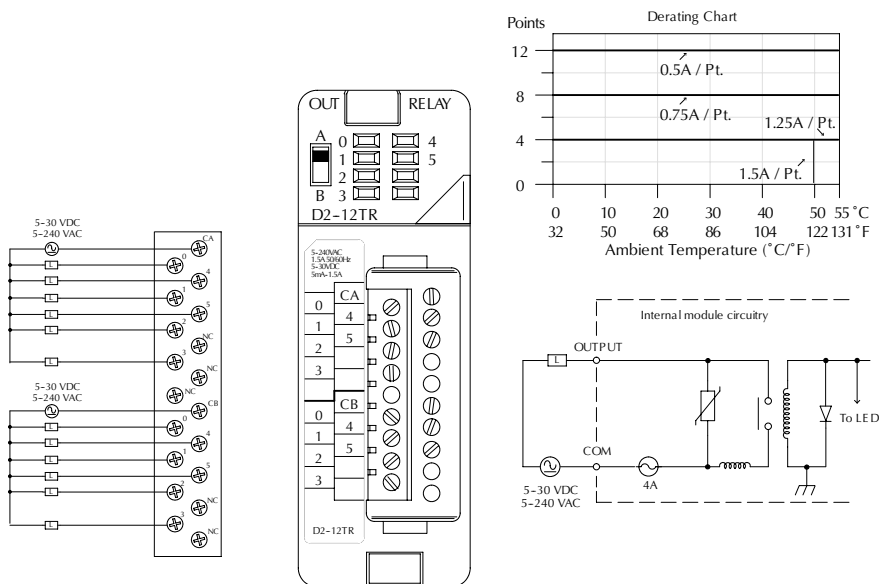 Derating Chart
Points
12
8
4
0
0.5A / Pt.
0.75A / Pt.
1.25A / Pt.
1.5A / Pt.
0 10 20 30 40 50 55˚C
32 50 68 86 104 122 131˚F
Ambient Temperature (˚C/˚F)
OUT RELAY
A
B
0 4
1 5
2
3
D2-12TR
5-240VAC
1.5A 50/60Hz
5-30VDC
5mA-1.5A
CA
0
4
1
5
2
3
CB
0
4
1
5
2
3
D2-12TR
5-30 VDC
5-240 VAC
CA
L 0
L 4
L 1
L 5
L 2
NC
L 3
NC
NC
5-30 VDC
5-240 VAC
CB
L 0
L 4
L 1
L 5
L 2
NC
L 3
NC
Internal module circuitry
OUTPUT
L
To LED
COM
4A
5-30 VDC
5-240 VAC